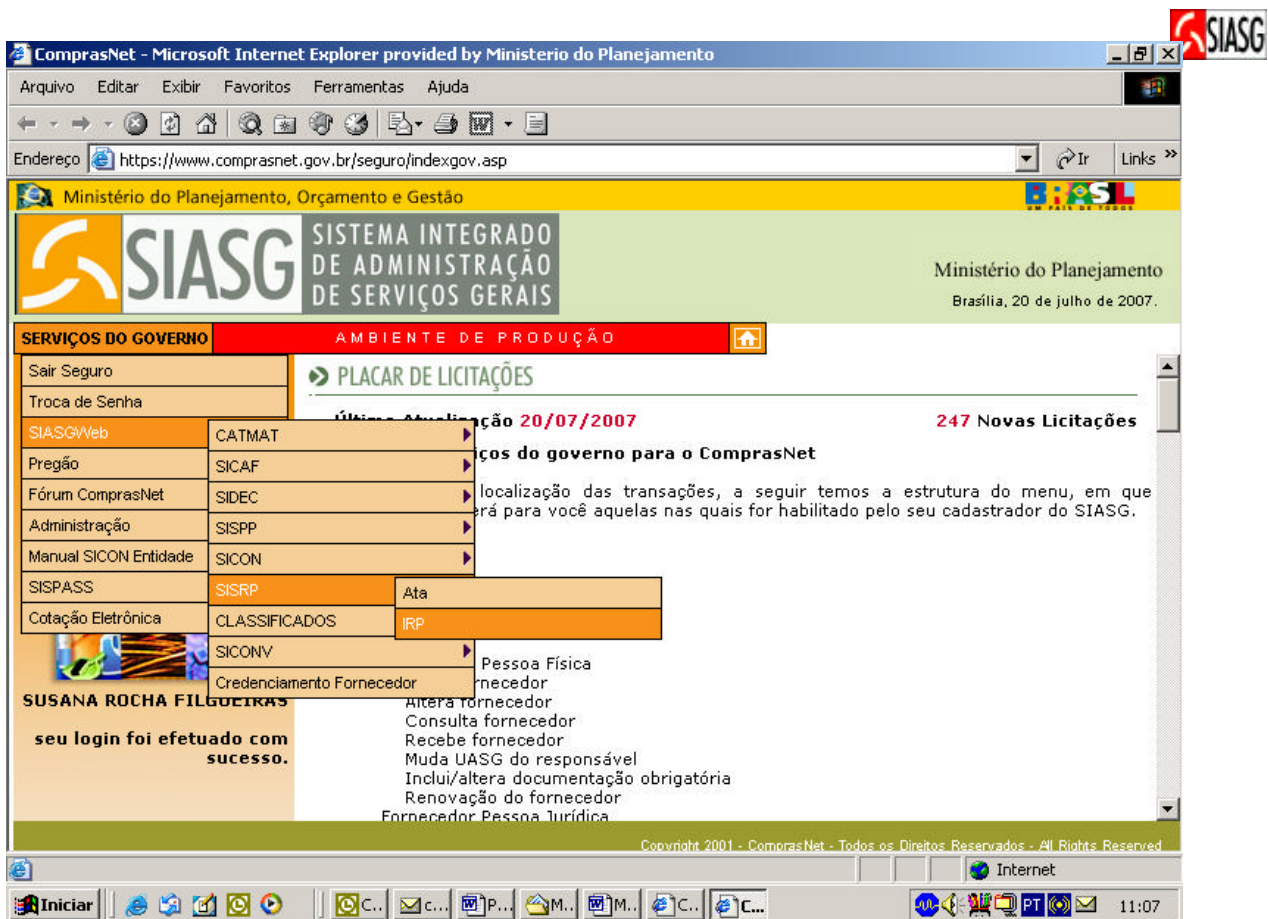 SIASG
ComprasNet - Microsoft Internet Explorer provided by Ministerio do Planejamento
Arquivo Editar Exibir Favoritos Ferramentas Ajuda
Endereço https://www.comprasnet.gov.br/seguro/indexgov.asp Ir Links »
Ministério do Planejamento, Orçamento e Gestão BRASIL
UM PAÍS DE TODOS
SIASG SISTEMA INTEGRADO
DE ADMINISTRAÇÃO
DE SERVIÇOS GERAIS
Ministério do Planejamento
Brasília, 20 de julho de 2007.
SERVIÇOS DO GOVERNO AMBIENTE DE PRODUÇÃO
Sair Seguro
Troca de Senha
SIASGWeb
Pregão
Fórum ComprasNet
Administração
Manual SICON Entidade
SISPASS
Cotação Eletrônica
CATMAT
SICAF
SIDEC
SISPP
SICON
SISRP
CLASSIFICADOS
SICONV
Credenciamento Fornecedor
Ata
IRP
PLACAR DE LICITAÇÕES
Última Atualização 20/07/2007 247 Novas Licitações
iços do governo para o ComprasNet
localização das transações, a seguir temos a estrutura do menu, em que
erá para você aquelas nas quais for habilitado pelo seu cadastrador do SIASG.
Pessoa Física
rnecedor
Altera fornecedor
Consulta fornecedor
Recebe fornecedor
Muda UASG do responsável
Inclui/altera documentação obrigatória
Renovação do fornecedor
Fornecedor Pessoa Jurídica
SUSANA ROCHA FILGUEIRAS
seu login foi efetuado com
sucesso.
Copyright 2001 - ComprasNet - Todos os Direitos Reservados - All Rights Reserved
Internet
Iniciar C... c... P... M... M... C... C... PT 11:07